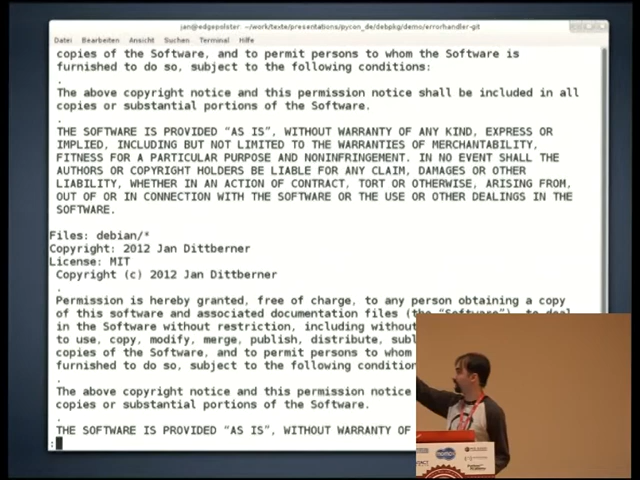 jan@edgepolster: ~/work/texte/presentations/pycon_de/debpkg/demo/errorhandler-git
Datei Bearbeiten Ansicht Suchen Terminal Hilfe
copies of the Software, and to permit persons to whom the Software is
furnished to do so, subject to the following conditions:
.
The above copyright notice and this permission notice shall be included in all
copies or substantial portions of the Software.
.
THE SOFTWARE IS PROVIDED "AS IS", WITHOUT WARRANTY OF ANY KIND, EXPRESS OR
IMPLIED, INCLUDING BUT NOT LIMITED TO THE WARRANTIES OF MERCHANTABILITY,
FITNESS FOR A PARTICULAR PURPOSE AND NONINFRINGEMENT. IN NO EVENT SHALL THE
AUTHORS OR COPYRIGHT HOLDERS BE LIABLE FOR ANY CLAIM, DAMAGES OR OTHER
LIABILITY, WHETHER IN AN ACTION OF CONTRACT, TORT OR OTHERWISE, ARISING FROM,
OUT OF OR IN CONNECTION WITH THE SOFTWARE OR THE USE OR OTHER DEALINGS IN THE
SOFTWARE.
Files: debian/*
Copyright: 2012 Jan Dittberner
License: MIT
Copyright (c) 2012 Jan Dittberner
.
Permission is hereby granted, free of charge, to any person obtaining a copy
of this software and associated documentation files (the "Software"), to deal
in the Software without restriction, including without
to use, copy, modify, merge, publish, distribute, subl
copies of the Software, and to permit persons to whom
furnished to do so, subject to the following condition
.
The above copyright notice and this permission notice
copies or substantial portions of the Software.
.
THE SOFTWARE IS PROVIDED "AS IS", WITHOUT WARRANTY OF
: